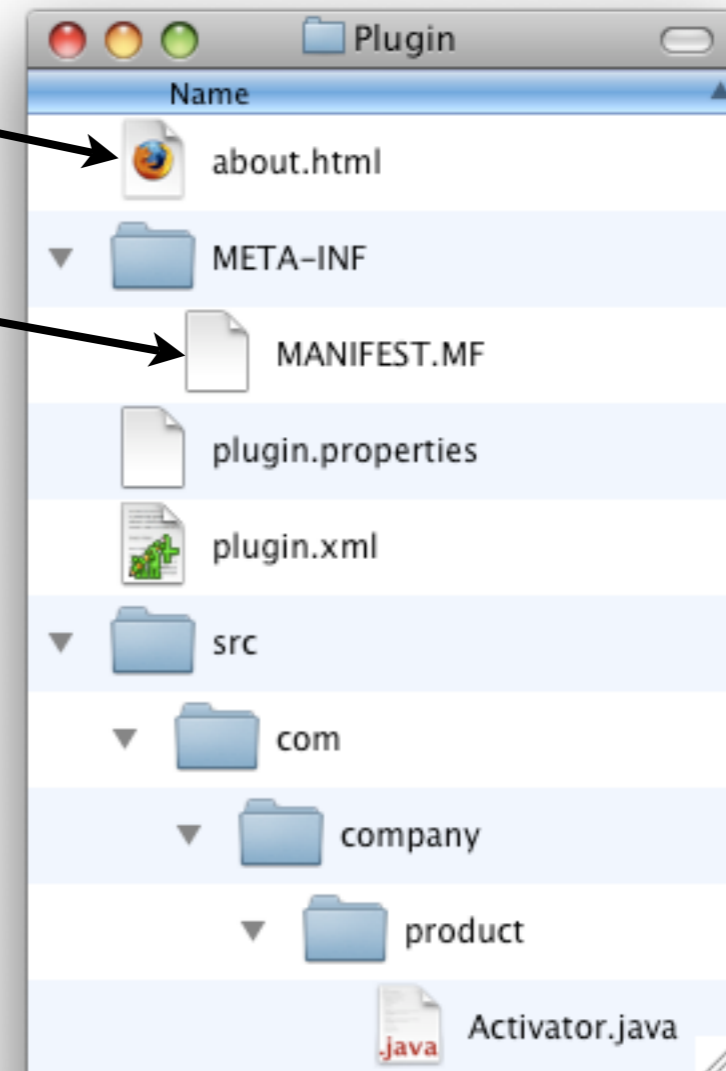 Plugin
Name
about.html
META-INF
MANIFEST.MF
plugin.properties
plugin.xml
src
com
company
product
.java
Activator.java